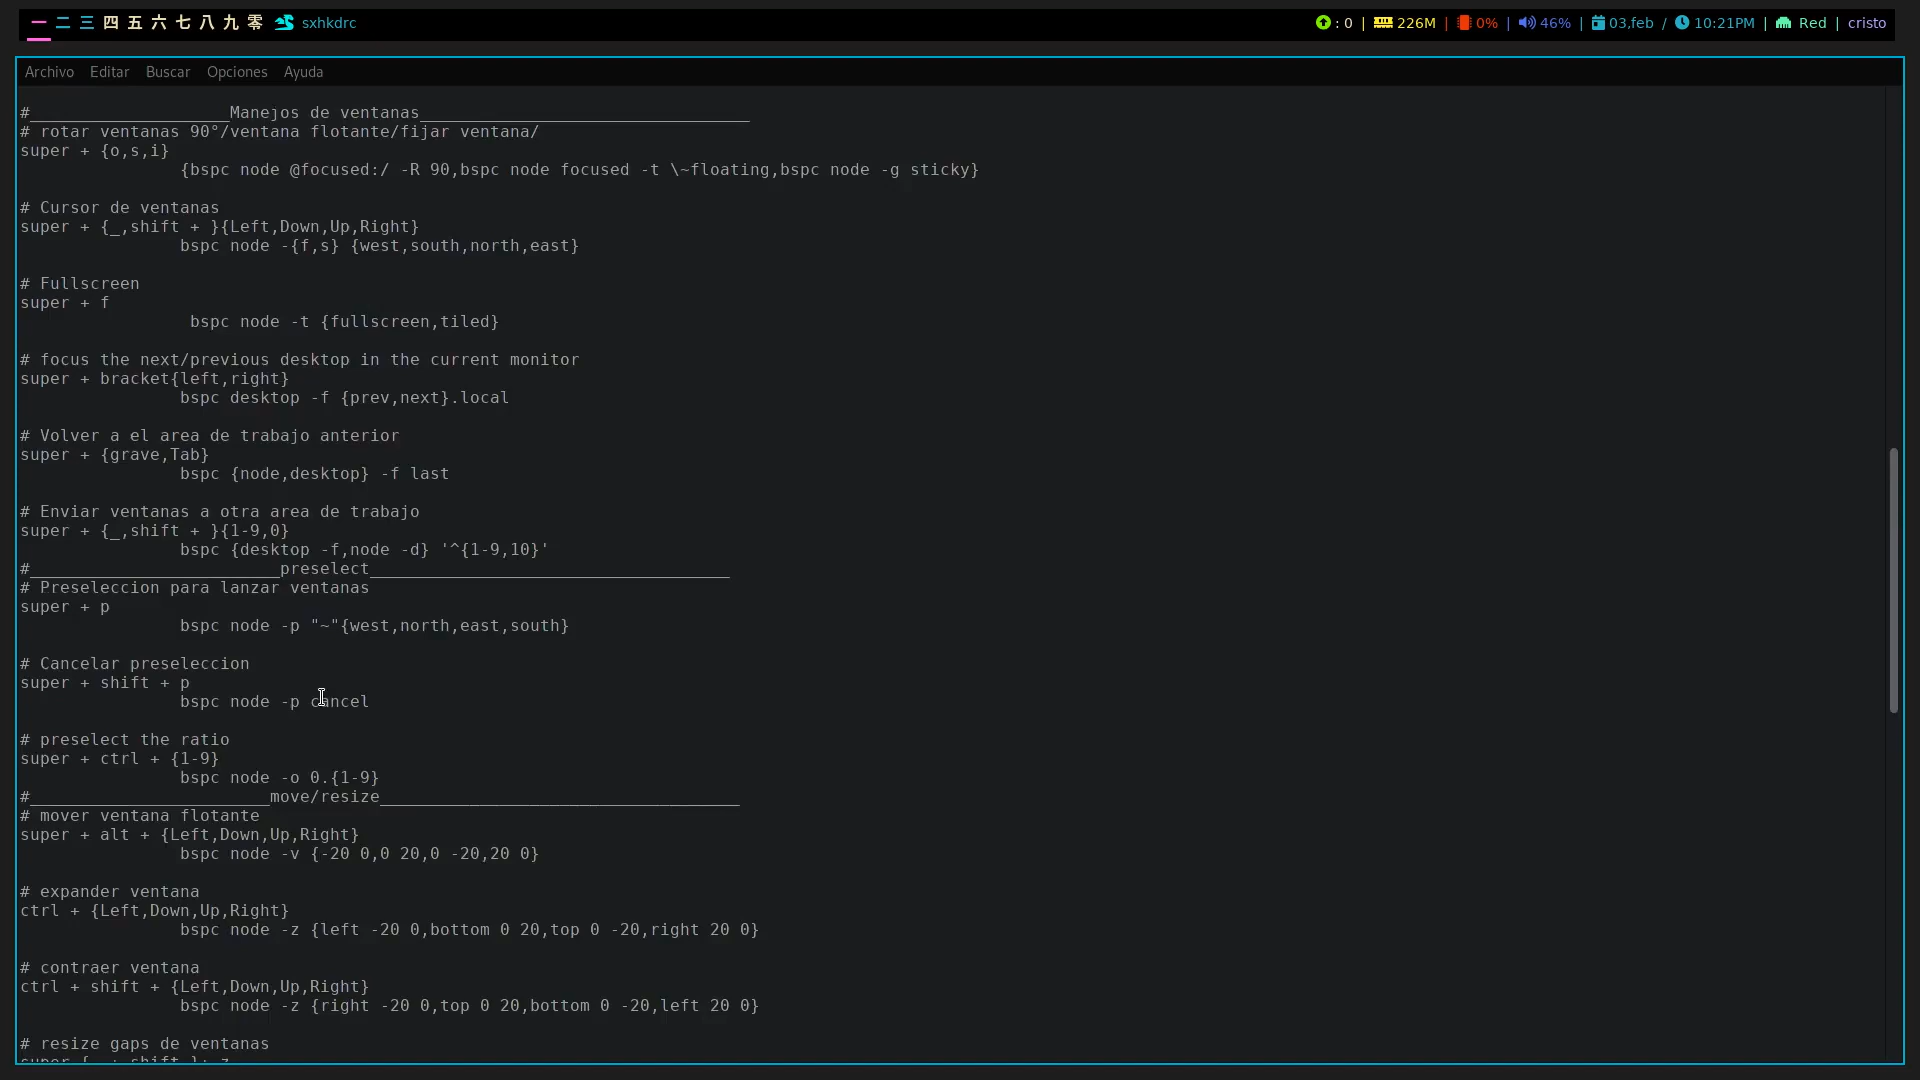 一 二 三 四 五 六 七 八 九 零 sxhkdrc : 0 | 226M | 0% | 46% | 03,feb / 10:21PM | Red | cristo
Archivo Editar Buscar Opciones Ayuda
#____________________Manejos de ventanas_________________________________
# rotar ventanas 90°/ventana flotante/fijar ventana/
super + {o,s,i}
{bspc node @focused:/ -R 90,bspc node focused -t \~floating,bspc node -g sticky}
# Cursor de ventanas
super + {_,shift + }{Left,Down,Up,Right}
bspc node -{f,s} {west,south,north,east}
# Fullscreen
super + f
bspc node -t {fullscreen,tiled}
# focus the next/previous desktop in the current monitor
super + bracket{left,right}
bspc desktop -f {prev,next}.local
# Volver a el area de trabajo anterior
super + {grave,Tab}
bspc {node,desktop} -f last
# Enviar ventanas a otra area de trabajo
super + {_,shift + }{1-9,0}
bspc {desktop -f,node -d} '^{1-9,10}'
#_________________________preselect____________________________________
# Preseleccion para lanzar ventanas
super + p
bspc node -p "~"{west,north,east,south}
# Cancelar preseleccion
super + shift + p
bspc node -p cancel
# preselect the ratio
super + ctrl + {1-9}
bspc node -o 0.{1-9}
#________________________move/resize____________________________________
# mover ventana flotante
super + alt + {Left,Down,Up,Right}
bspc node -v {-20 0,0 20,0 -20,20 0}
# expander ventana
ctrl + {Left,Down,Up,Right}
bspc node -z {left -20 0,bottom 0 20,top 0 -20,right 20 0}
# contraer ventana
ctrl + shift + {Left,Down,Up,Right}
bspc node -z {right -20 0,top 0 20,bottom 0 -20,left 20 0}
# resize gaps de ventanas